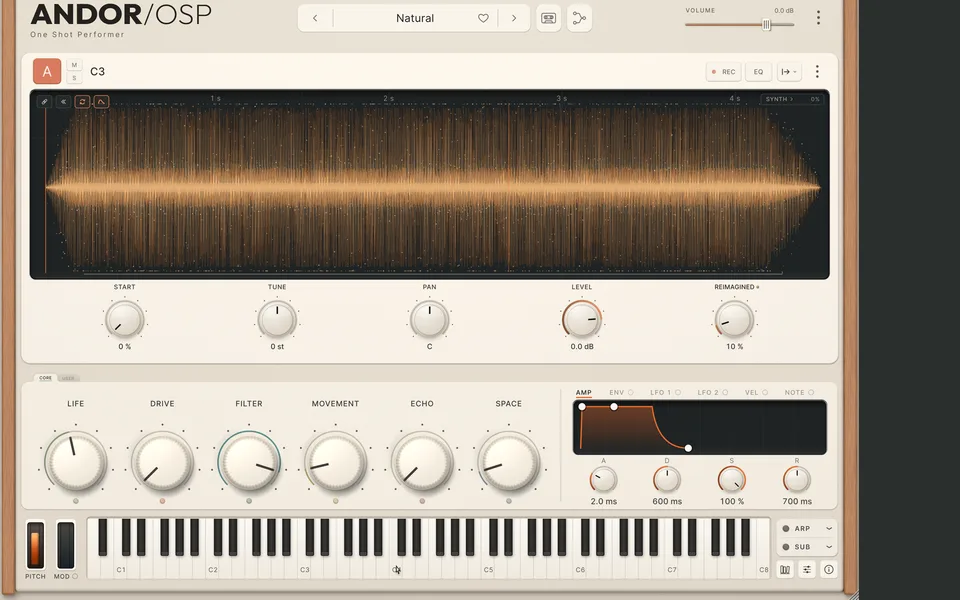 ANDOR/OSP
One Shot Performer
Natural
VOLUME 0.0 dB
A M S C3
REC EQ
1 s 2 s 3 s 4 s SYNTH 0%
START TUNE PAN LEVEL REIMAGINED
0 % 0 st C 0.0 dB 10 %
CORE
LIFE DRIVE FILTER MOVEMENT ECHO SPACE
AMP ENV LFO 1 LFO 2 VEL NOTE
A D S R
2.0 ms 600 ms 100 % 700 ms
ARP
SUB
C1 C2 C3 C5 C6 C7 C8
PITCH MOD